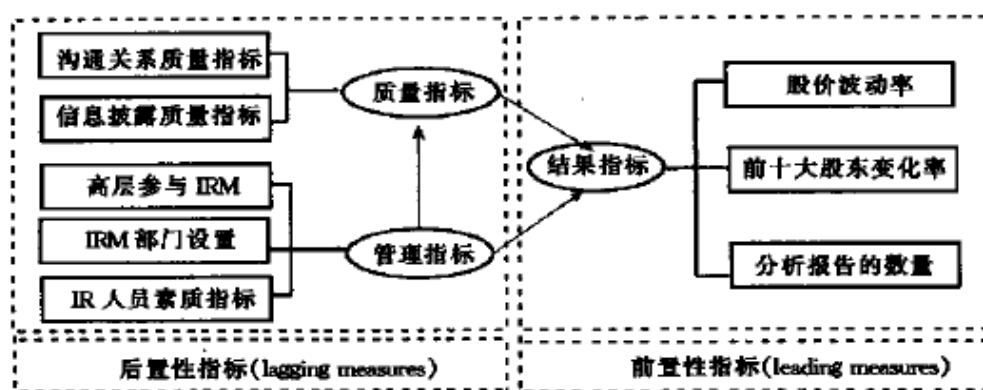 沟通关系质量指标
信息披露质量指标
高层参与 IRM
IRM 部门设置
IR 人员素质指标
质量指标
管理指标
结果指标
股价波动率
前十大股东变化率
分析报告的数量
后置性指标(lagging measures)
前置性指标(leading measures)